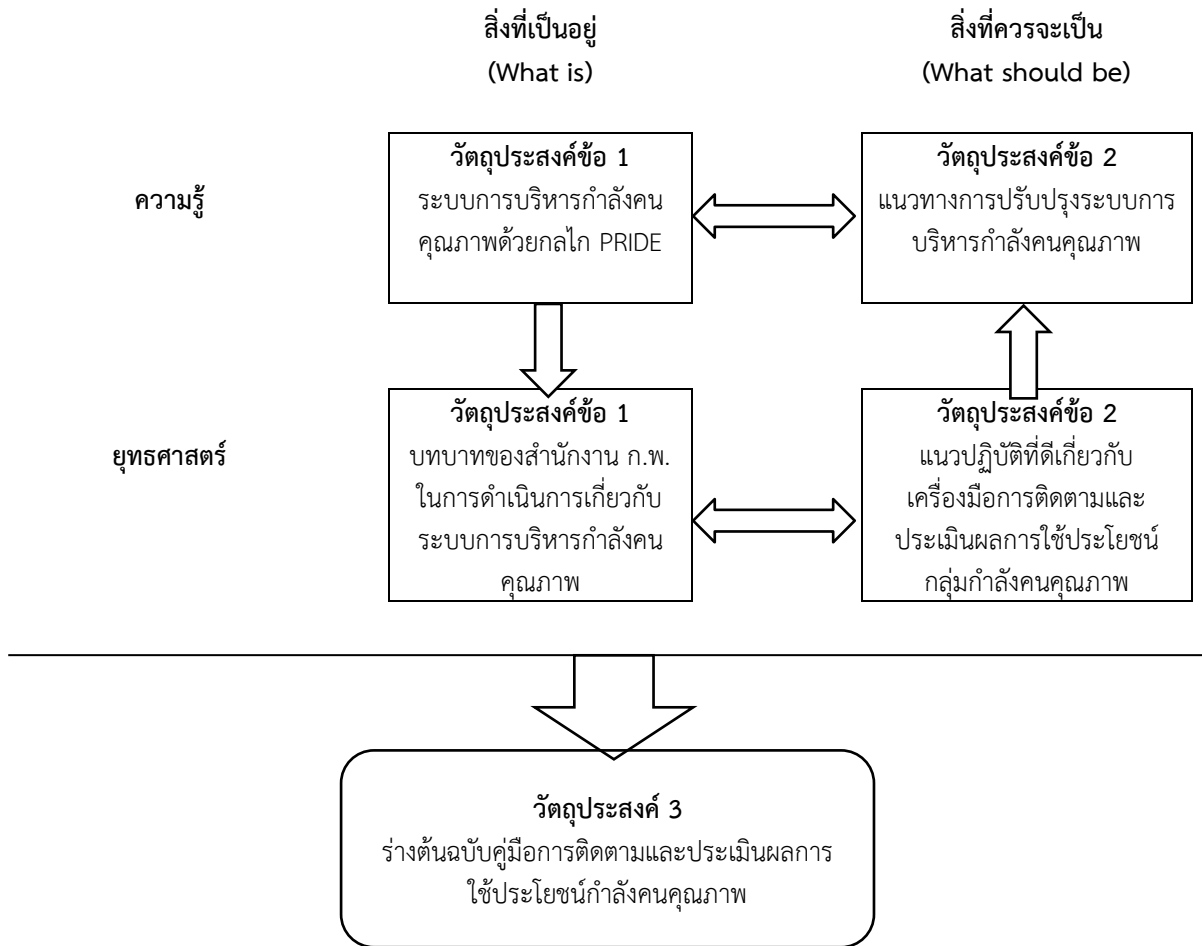 สิ่งที่เป็นอยู่
(What is)
สิ่งที่ควรจะเป็น
(What should be)
ความรู้
วัตถุประสงค์ข้อ 1
ระบบการบริหารกำลังคน
คุณภาพด้วยกลไก PRIDE
วัตถุประสงค์ข้อ 2
แนวทางการปรับปรุงระบบการ
บริหารกำลังคนคุณภาพ
ยุทธศาสตร์
วัตถุประสงค์ข้อ 1
บทบาทของสำนักงาน ก.พ.
ในการดำเนินการเกี่ยวกับ
ระบบการบริหารกำลังคน
คุณภาพ
วัตถุประสงค์ข้อ 2
แนวปฏิบัติที่ดีเกี่ยวกับ
เครื่องมือการติดตามและ
ประเมินผลการใช้ประโยชน์
กลุ่มกำลังคนคุณภาพ
วัตถุประสงค์ 3
ร่างต้นฉบับคู่มือการติดตามและประเมินผลการ
ใช้ประโยชน์กำลังคนคุณภาพ